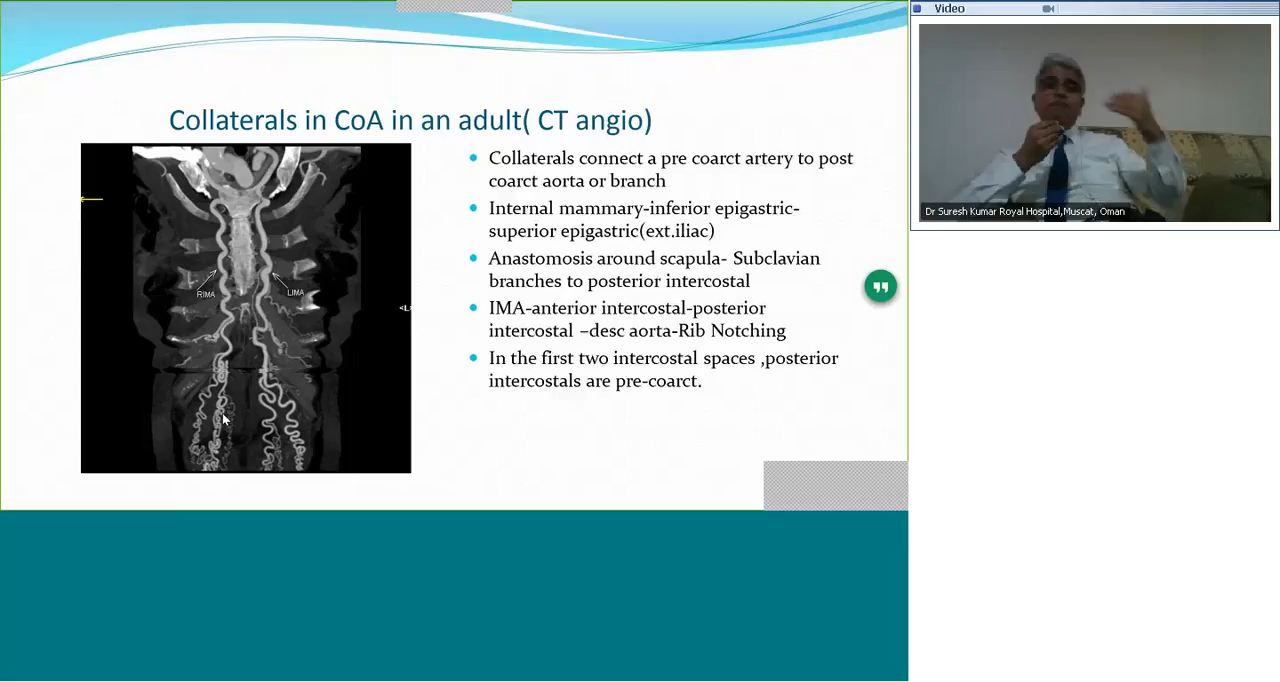 Video
Collaterals in CoA in an adult( CT angio)
Collaterals connect a pre coarct artery to post
coarct aorta or branch
Internal mammary-inferior epigastric-
superior epigastric(ext.iliac)
Anastomosis around scapula- Subclavian
branches to posterior intercostal
IMA-anterior intercostal-posterior
intercostal –desc aorta-Rib Notching
In the first two intercostal spaces ,posterior
intercostals are pre-coarct.
RIMA
LIMA
Dr Suresh Kumar Royal Hospital,Muscat, Oman